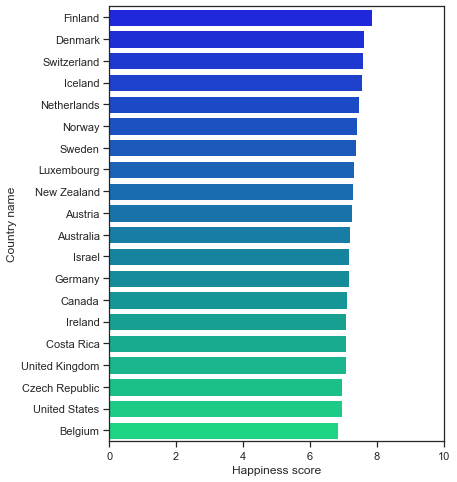 Finland
Denmark
Switzerland
Iceland
Netherlands
Norway
Sweden
Luxembourg
New Zealand
Austria
Australia
Israel
Germany
Canada
Ireland
Costa Rica
United Kingdom
Czech Republic
United States
Belgium
Country name
0 2 4 6 8 10
Happiness score